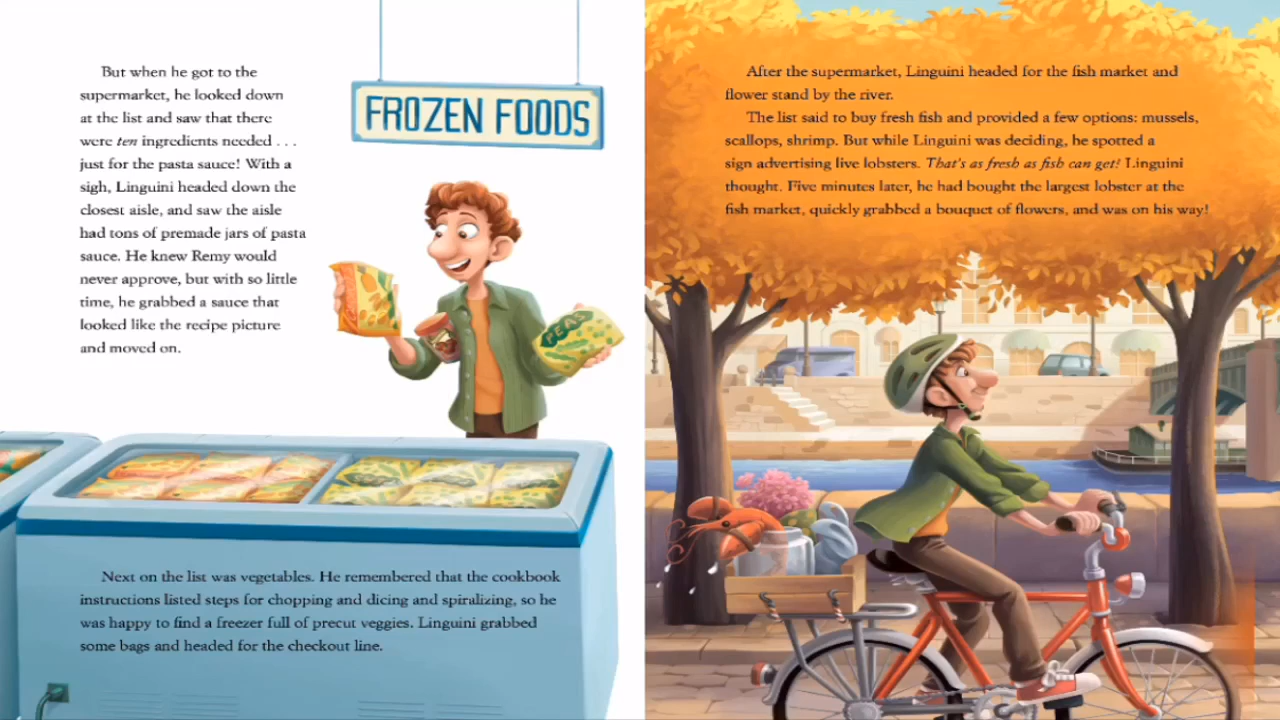 But when he got to the
supermarket, he looked down
at the list and saw that there
were ten ingredients needed . . .
just for the pasta sauce! With a
sigh, Linguini headed down the
closest aisle, and saw the aisle
had tons of premade jars of pasta
sauce. He knew Remy would
never approve, but with so little
time, he grabbed a sauce that
looked like the recipe picture
and moved on.
FROZEN FOODS
PEAS
Next on the list was vegetables. He remembered that the cookbook
instructions listed steps for chopping and dicing and spiralizing, so he
was happy to find a freezer full of precut veggies. Linguini grabbed
some bags and headed for the checkout line.
After the supermarket, Linguini headed for the fish market and
flower stand by the river.
The list said to buy fresh fish and provided a few options: mussels,
scallops, shrimp. But while Linguini was deciding, he spotted a
sign advertising live lobsters. That's as fresh as fish can get! Linguini
thought. Five minutes later, he had bought the largest lobster at the
fish market, quickly grabbed a bouquet of flowers, and was on his way!